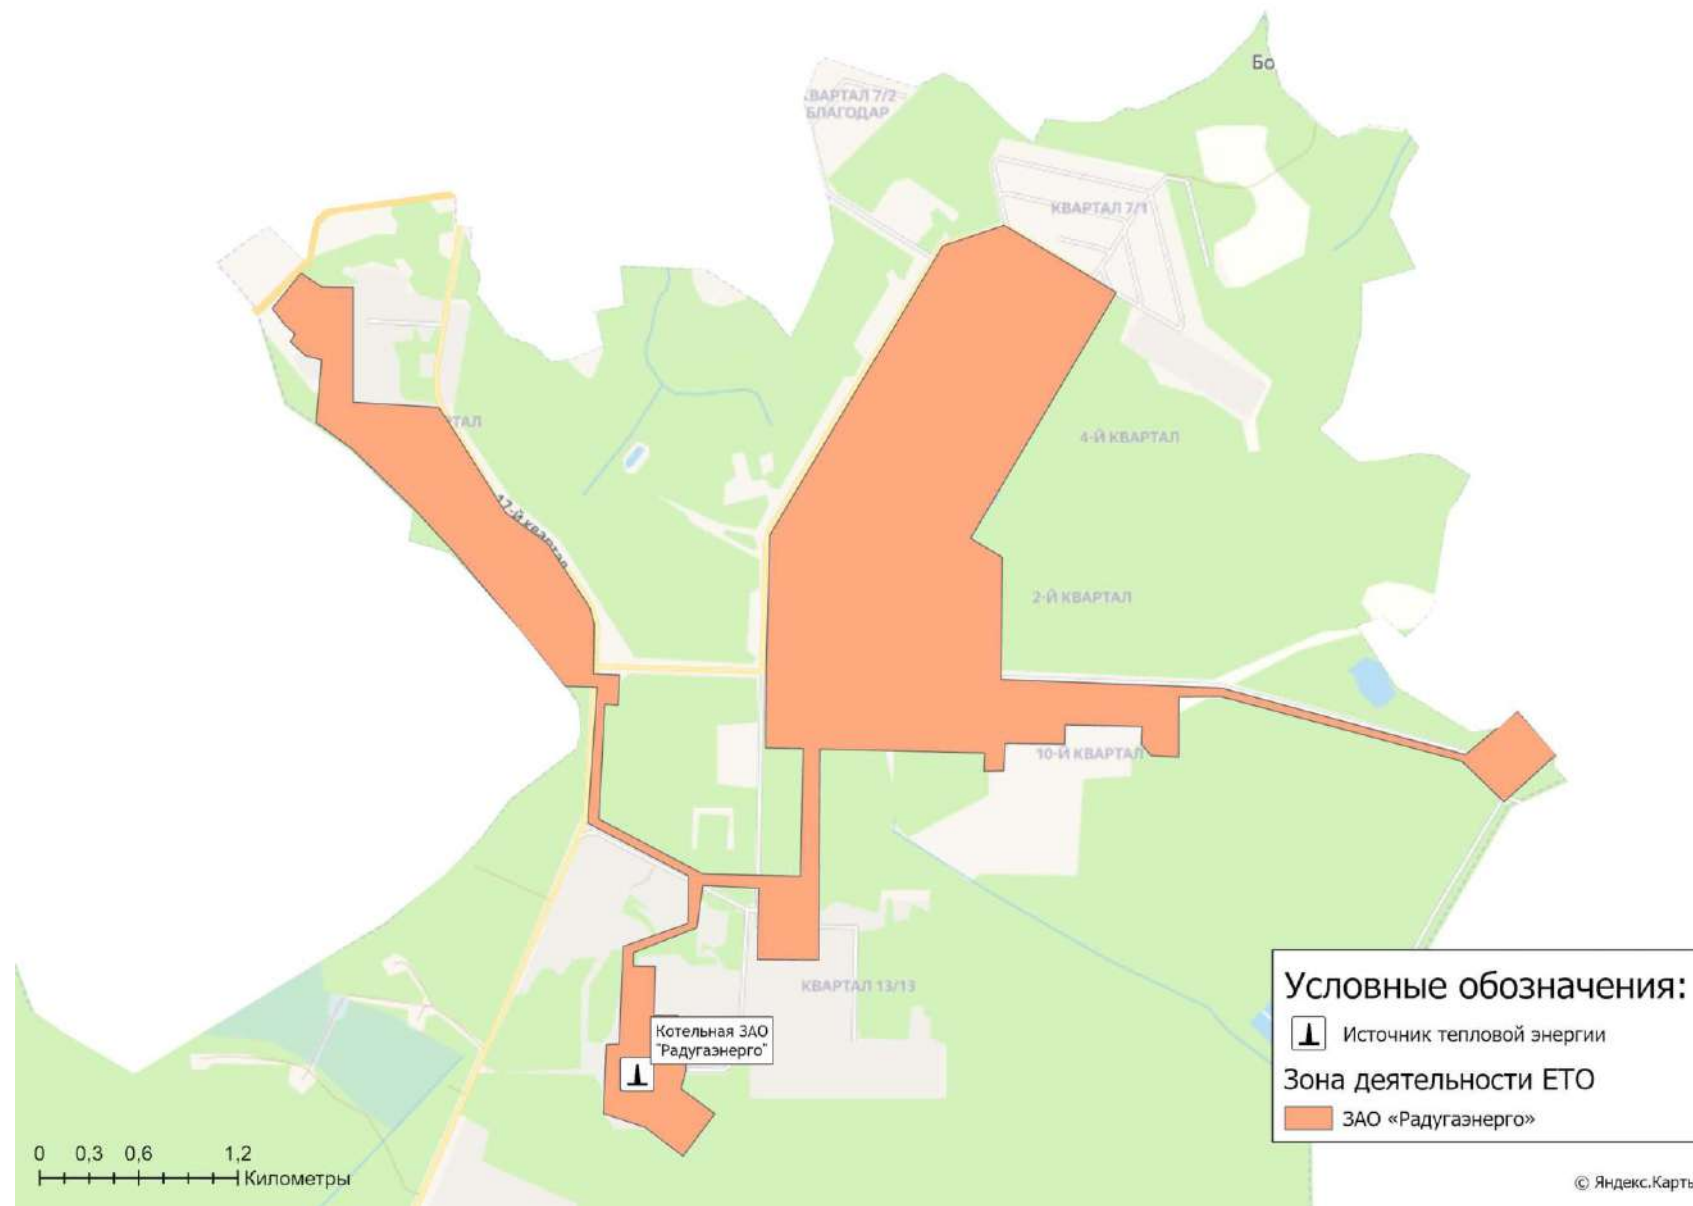 Бо
ВАРТАЛ 7/2
БЛАГОДАР
КВАРТАЛ 7/1
РТАЛ
4-Й КВАРТАЛ
17-Й квартал
2-Й КВАРТАЛ
10-Й КВАРТАЛ
КВАРТАЛ 13/13
Котельная ЗАО
"Радугаэнерго"
Условные обозначения:
Источник тепловой энергии
Зона деятельности ЕТО
ЗАО «Радугаэнерго»
0 0,3 0,6 1,2
Километры
© Яндекс.Карты